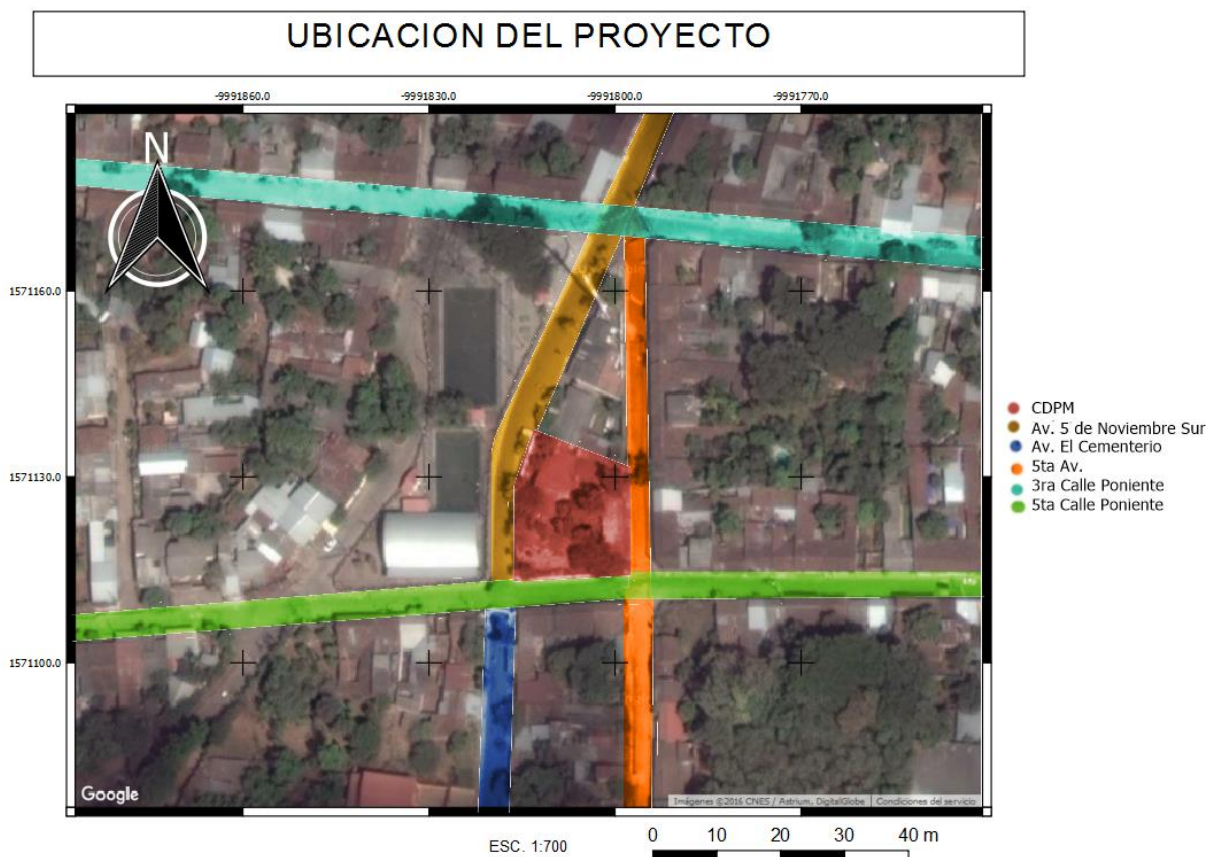 UBICACION DEL PROYECTO
-9991860.0 -9991830.0 -9991800.0 -9991770.0
N
1571160.0
1571130.0
1571100.0
CDPM
Av. 5 de Noviembre Sur
Av. El Cementerio
5ta Av.
3ra Calle Poniente
5ta Calle Poniente
Google
Imágenes ©2016 CNES / Astrium, DigitalGlobe Condiciones del servicio
ESC. 1:700
0 10 20 30 40 m